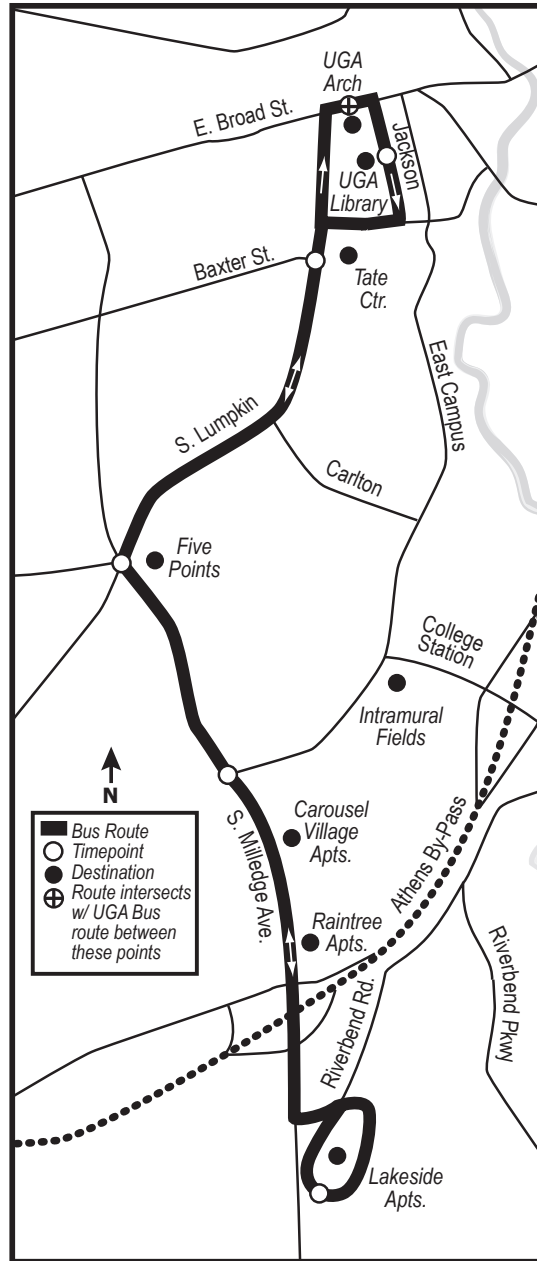 UGA
Arch
E. Broad St.
Jackson
UGA
Library
Baxter St.
Tate
Ctr.
East Campus
S. Lumpkin
Carlton
Five
Points
College
Station
Intramural
Fields
N
Bus Route
Timepoint
Destination
Route intersects
w/ UGA Bus
route between
these points
S. Milledge Ave.
Carousel
Village
Apts.
Athens By-Pass
Raintree
Apts.
Riverbend Rd.
Riverbend Pkwy
Lakeside
Apts.